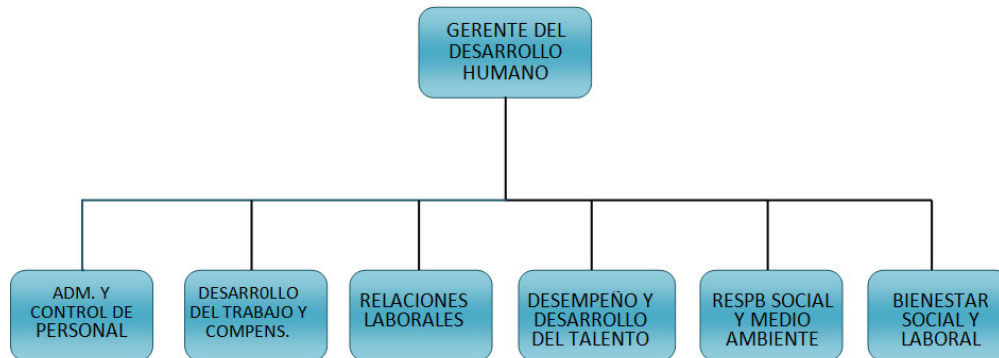 GERENTE DEL
DESARROLLO
HUMANO
ADM. Y
CONTROL DE
PERSONAL
DESARR0LLO
DEL TRABAJO Y
COMPENS.
RELACIONES
LABORALES
DESEMPEÑO Y
DESARROLLO
DEL TALENTO
RESPB SOCIAL
Y MEDIO
AMBIENTE
BIENESTAR
SOCIAL Y
LABORAL